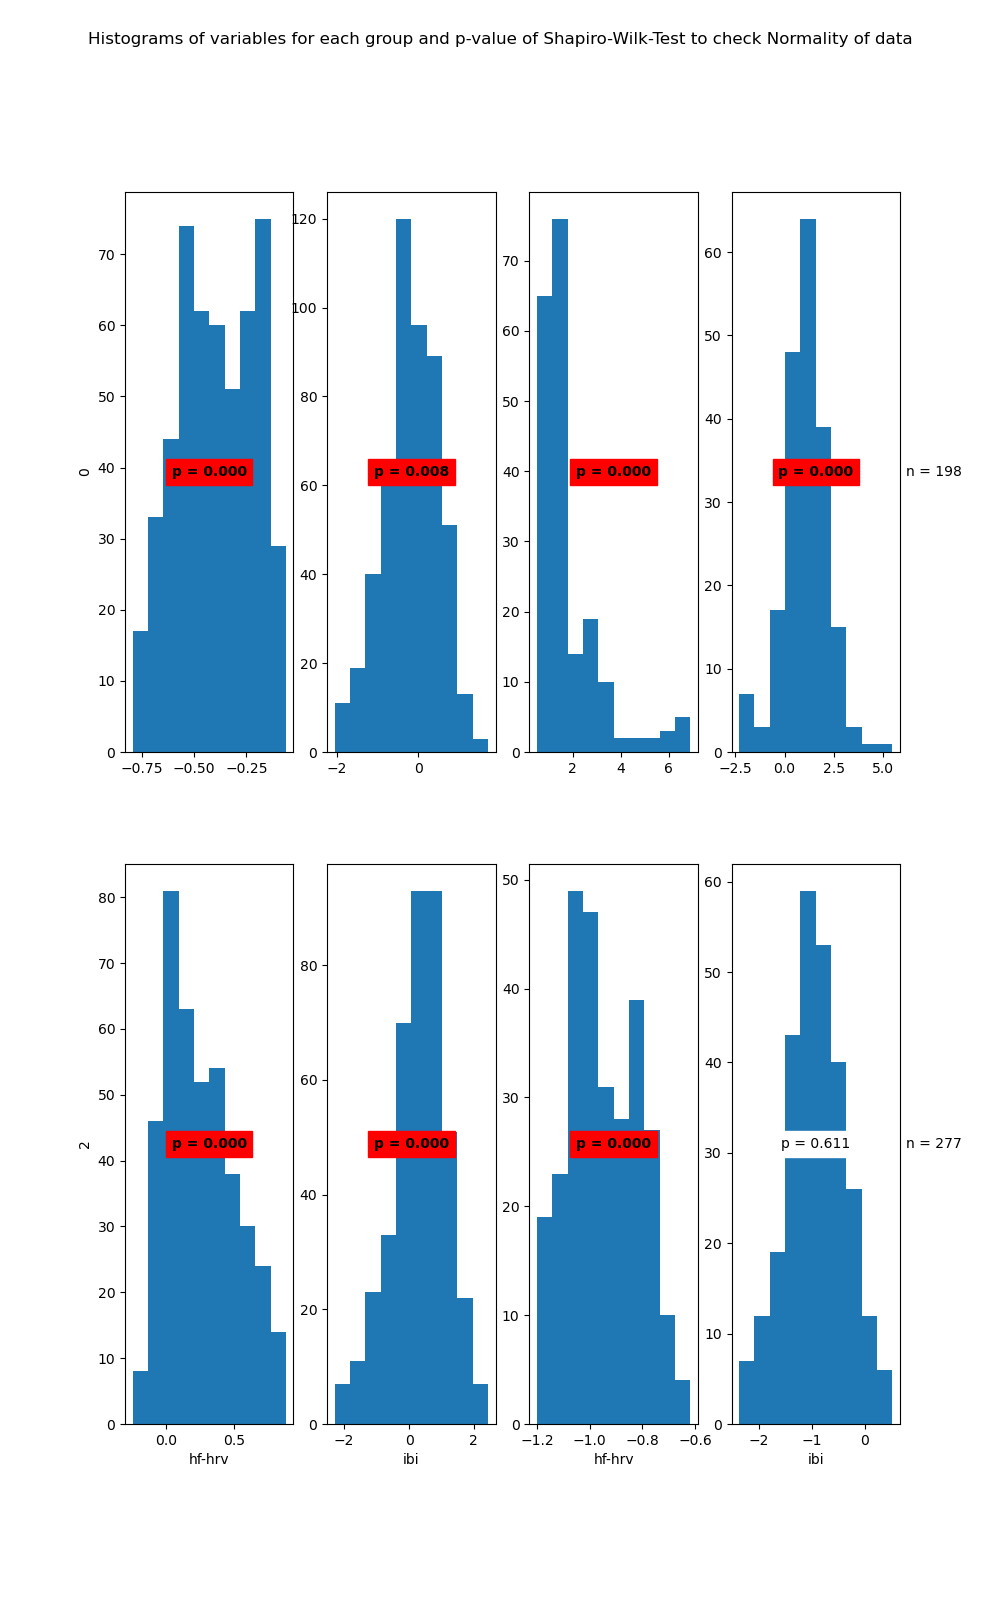 Histograms of variables for each group and p-value of Shapiro-Wilk-Test to check Normality of data
0
70
60
50
40
30
20
10
0
p = 0.000
−0.75 −0.50 −0.25
120
100
80
60
40
20
0
p = 0.008
−2 0
70
60
50
40
30
20
10
0
p = 0.000
2 4 6
60
50
40
30
20
10
0
p = 0.000
−2.5 0.0 2.5 5.0
n = 198
2
80
70
60
50
40
30
20
10
0
p = 0.000
0.0 0.5
hf-hrv
80
60
40
20
0
p = 0.000
−2 0 2
ibi
50
40
30
20
10
0
p = 0.000
−1.2 −1.0 −0.8 −0.6
hf-hrv
60
50
40
30
20
10
0
p = 0.611
−2 −1 0
ibi
n = 277